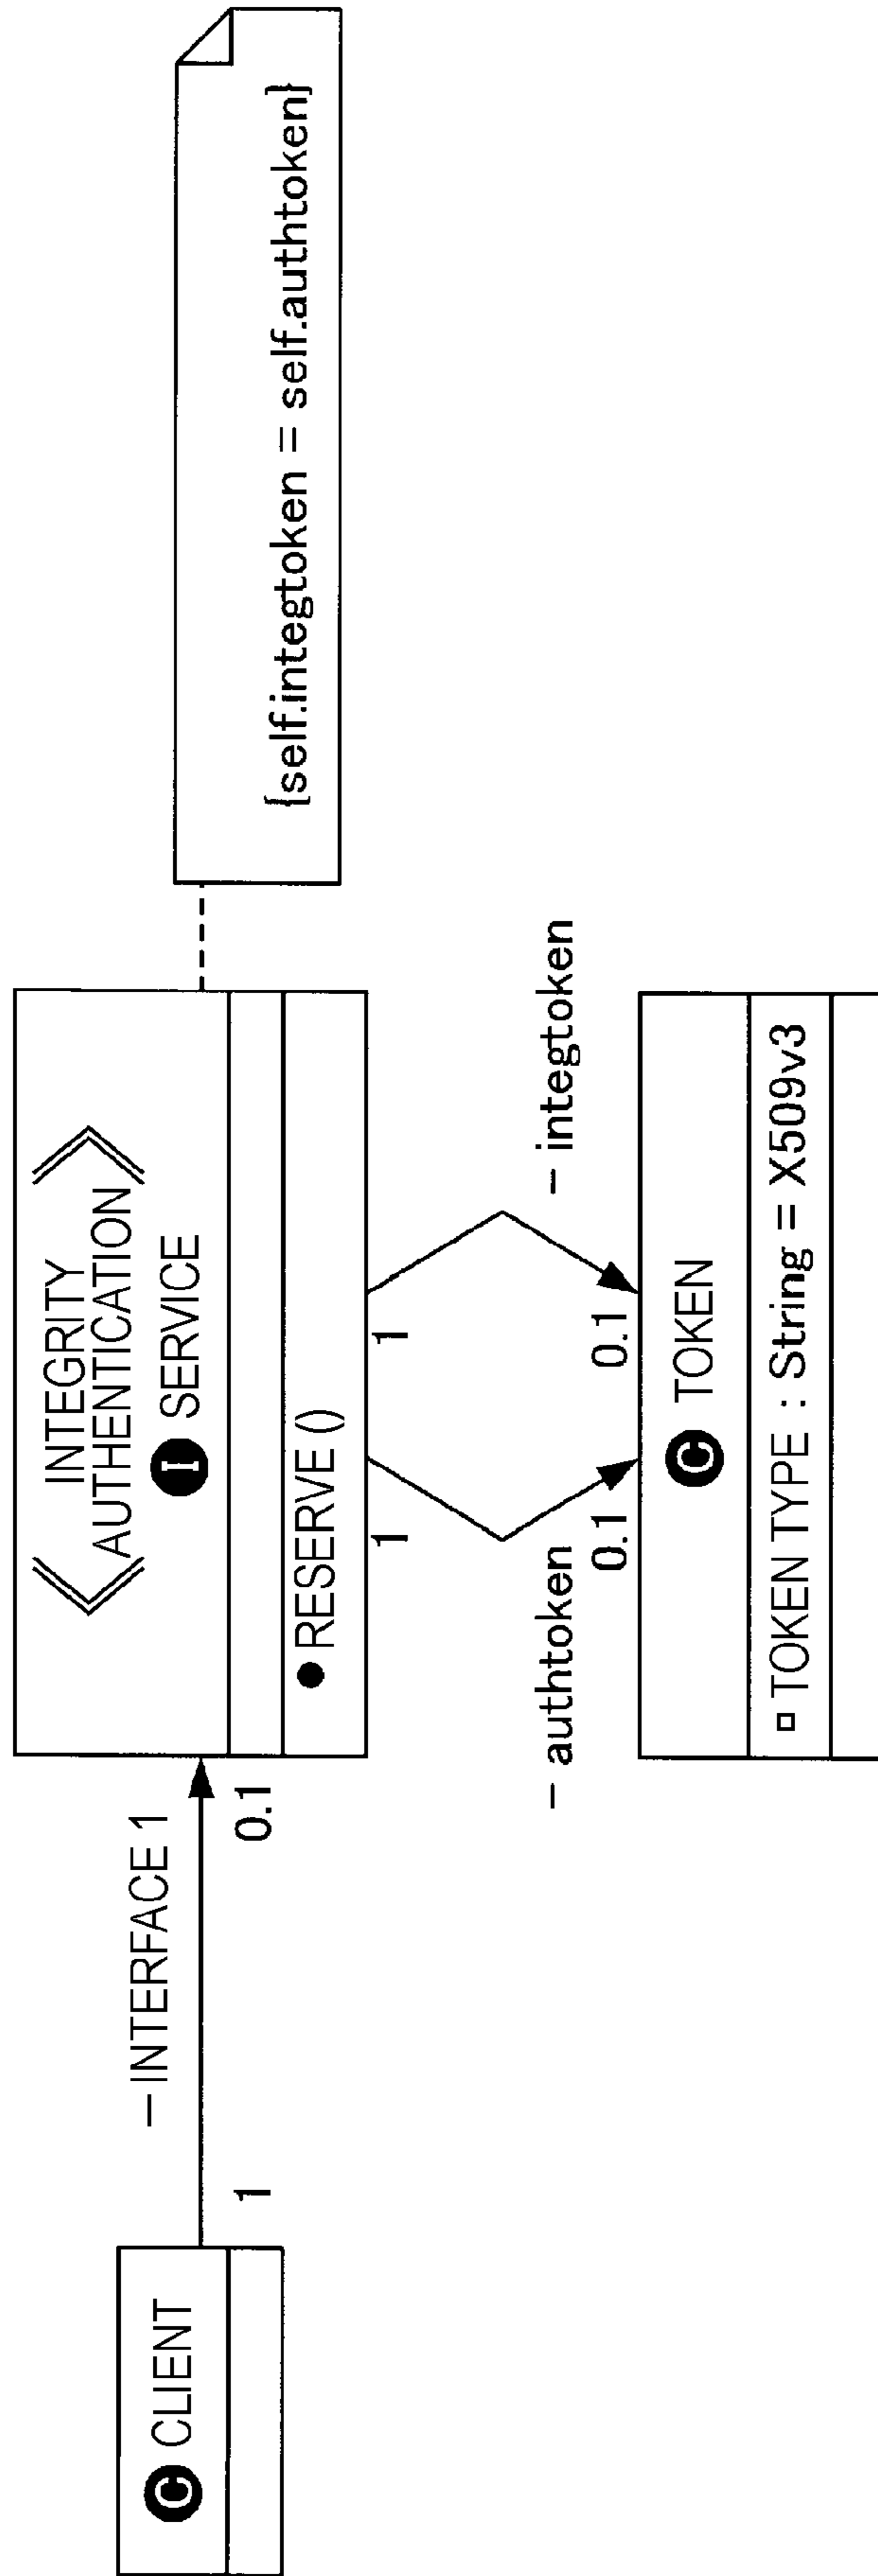 C CLIENT
1
– INTERFACE 1
0.1
《 INTEGRITY
AUTHENTICATION 》
I SERVICE
● RESERVE ()
{self.integtoken = self.authtoken}
1
1
– authtoken
– integtoken
0.1
0.1
C TOKEN
▫ TOKEN TYPE : String = X509v3